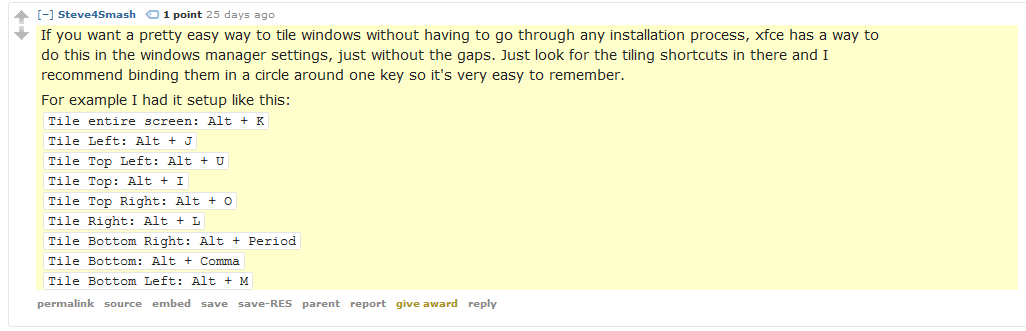 [–] Steve4Smash 1 point 25 days ago
If you want a pretty easy way to tile windows without having to go through any installation process, xfce has a way to
do this in the windows manager settings, just without the gaps. Just look for the tiling shortcuts in there and I
recommend binding them in a circle around one key so it's very easy to remember.
For example I had it setup like this:
Tile entire screen: Alt + K
Tile Left: Alt + J
Tile Top Left: Alt + U
Tile Top: Alt + I
Tile Top Right: Alt + O
Tile Right: Alt + L
Tile Bottom Right: Alt + Period
Tile Bottom: Alt + Comma
Tile Bottom Left: Alt + M
permalink source embed save save-RES parent report give award reply